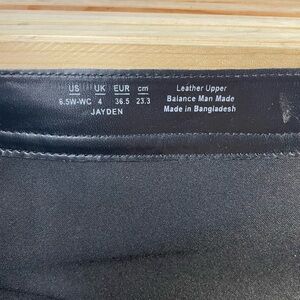 US UK EUR cm
6.5W-WC 4 36.5 23.3
JAYDEN
Leather Upper
Balance Man Made
Made in Bangladesh